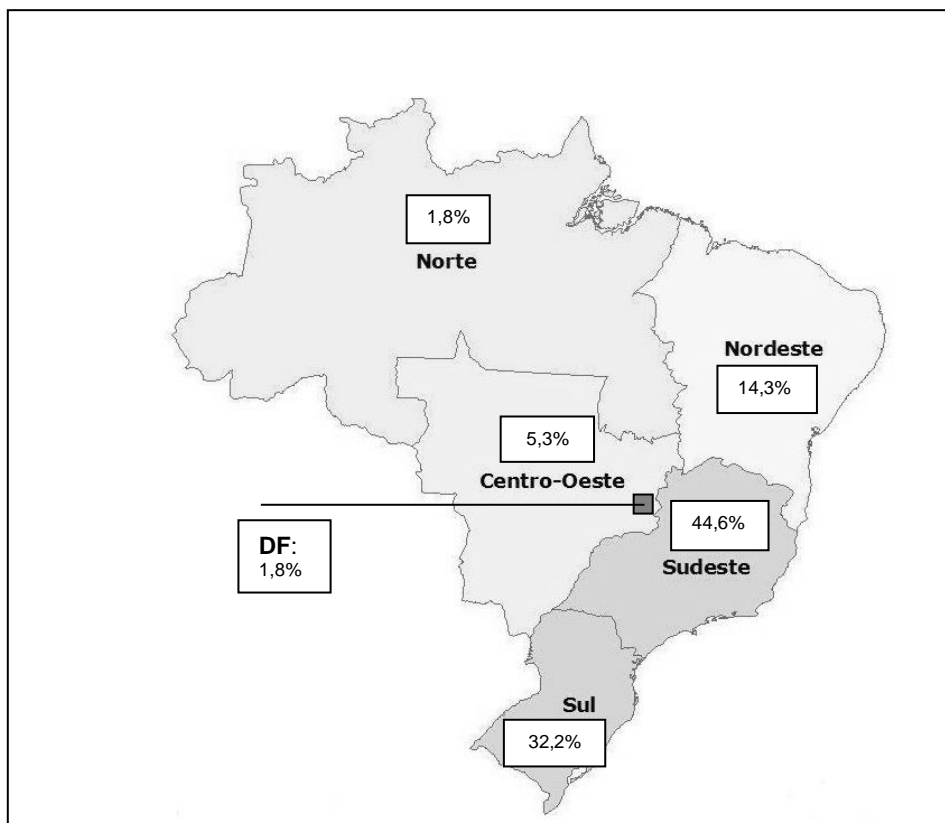 1,8%
Norte
Nordeste
14,3%
5,3%
Centro-Oeste
44,6%
Sudeste
DF:
1,8%
Sul
32,2%